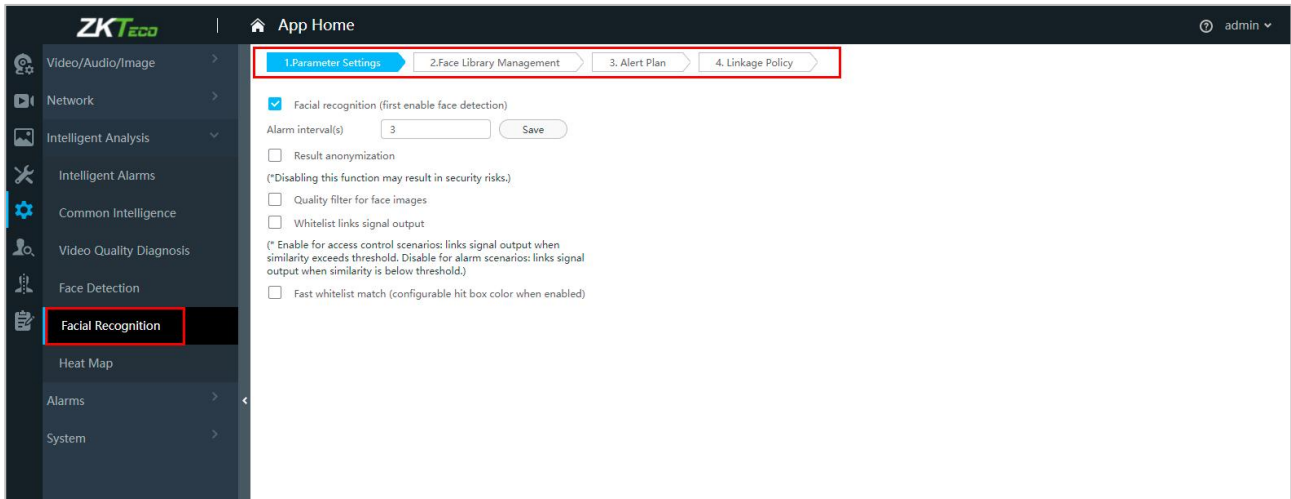 ZKTeco
App Home
admin
Video/Audio/Image
Network
Intelligent Analysis
Intelligent Alarms
Common Intelligence
Video Quality Diagnosis
Face Detection
Facial Recognition
Heat Map
Alarms
System
1.Parameter Settings
2.Face Library Management
3. Alert Plan
4. Linkage Policy
Facial recognition (first enable face detection)
Alarm interval(s)
3
Save
Result anonymization
(*Disabling this function may result in security risks.)
Quality filter for face images
Whitelist links signal output
(* Enable for access control scenarios: links signal output when
similarity exceeds threshold. Disable for alarm scenarios: links signal
output when similarity is below threshold.)
Fast whitelist match (configurable hit box color when enabled)